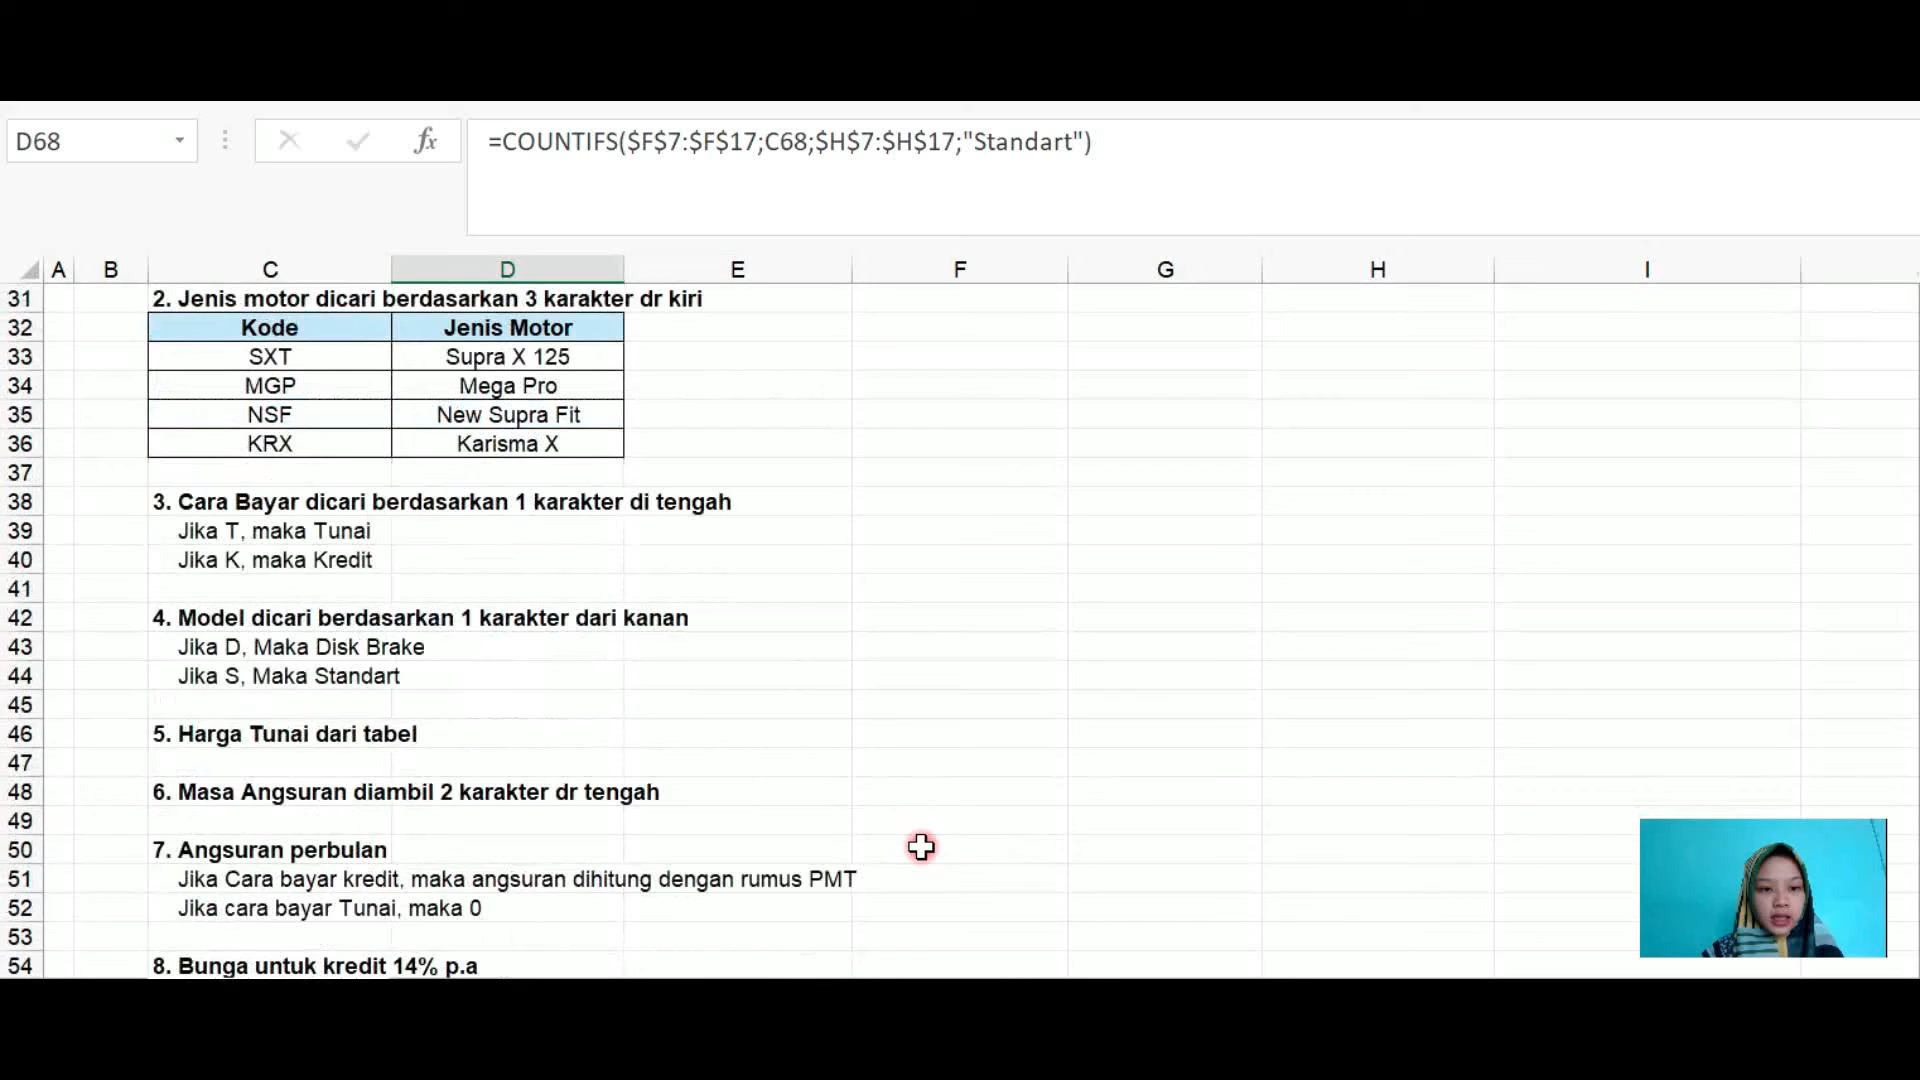 D68
fx
=COUNTIFS($F$7:$F$17;C68;$H$7:$H$17;"Standart")
A B C D E F G H I
31 2. Jenis motor dicari berdasarkan 3 karakter dr kiri
32 Kode Jenis Motor
33 SXT Supra X 125
34 MGP Mega Pro
35 NSF New Supra Fit
36 KRX Karisma X
37
38 3. Cara Bayar dicari berdasarkan 1 karakter di tengah
39 Jika T, maka Tunai
40 Jika K, maka Kredit
41
42 4. Model dicari berdasarkan 1 karakter dari kanan
43 Jika D, Maka Disk Brake
44 Jika S, Maka Standart
45
46 5. Harga Tunai dari tabel
47
48 6. Masa Angsuran diambil 2 karakter dr tengah
49
50 7. Angsuran perbulan
51 Jika Cara bayar kredit, maka angsuran dihitung dengan rumus PMT
52 Jika cara bayar Tunai, maka 0
53
54 8. Bunga untuk kredit 14% p.a